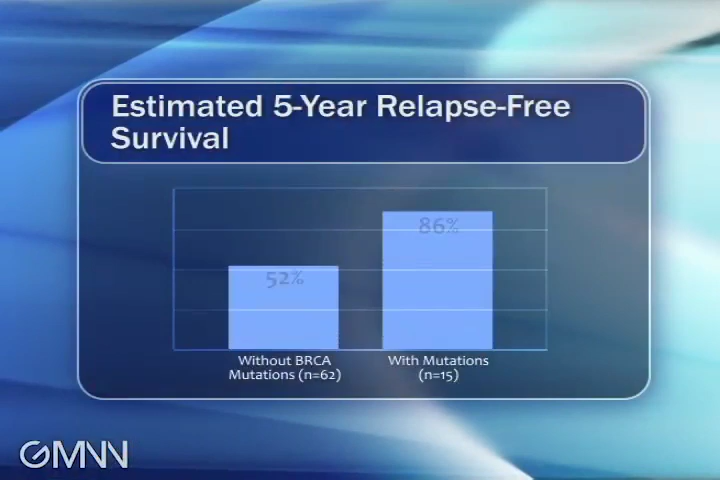 Estimated 5-Year Relapse-Free
Survival
52%
86%
Without BRCA
Mutations (n=62)
With Mutations
(n=15)
GMNN